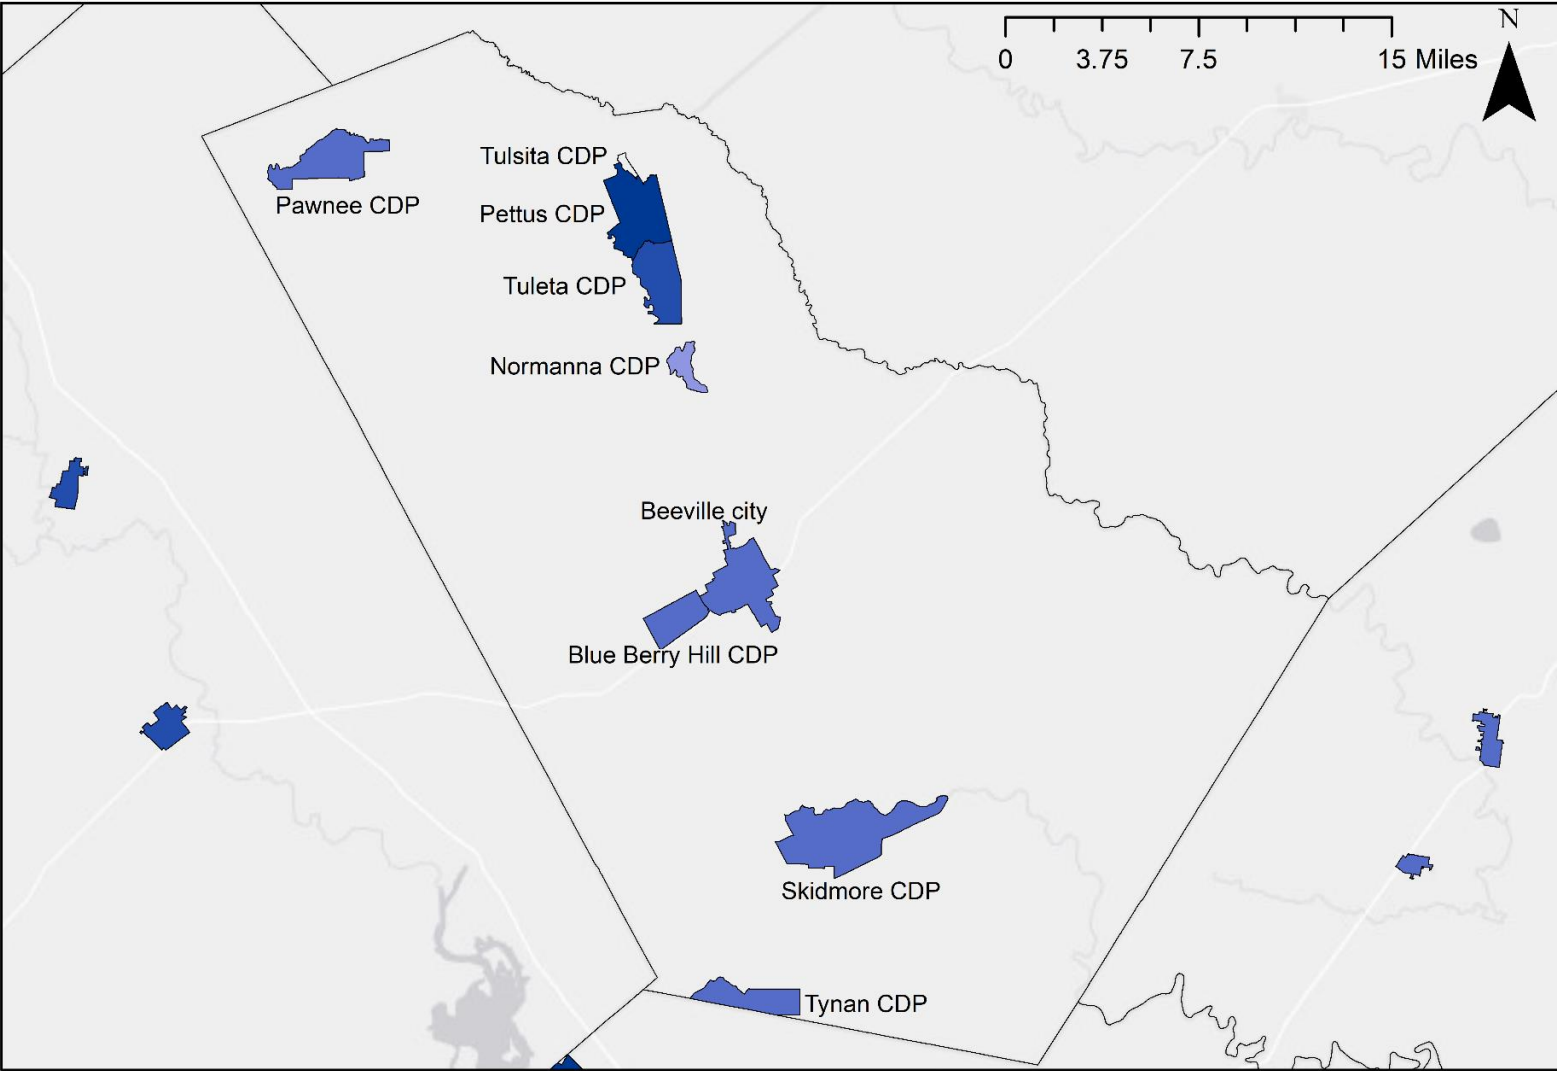 N
0 3.75 7.5 15 Miles
Tulsita CDP
Pawnee CDP
Pettus CDP
Tuleta CDP
Normanna CDP
Beeville city
Blue Berry Hill CDP
Skidmore CDP
Tynan CDP